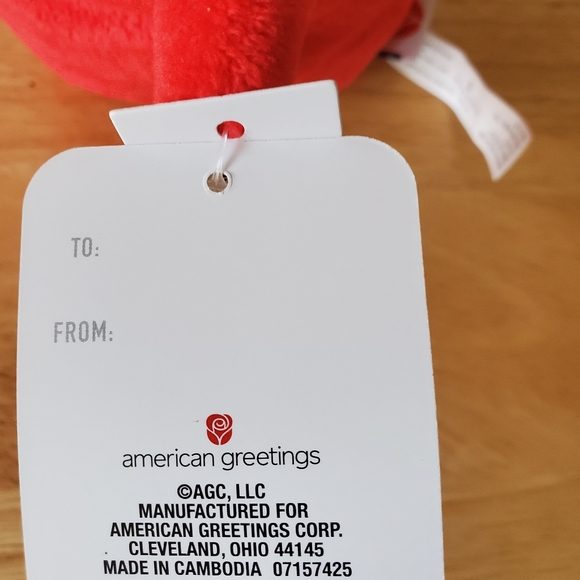 TO:
FROM:
american greetings
©AGC, LLC
MANUFACTURED FOR
AMERICAN GREETINGS CORP.
CLEVELAND, OHIO 44145
MADE IN CAMBODIA 07157425